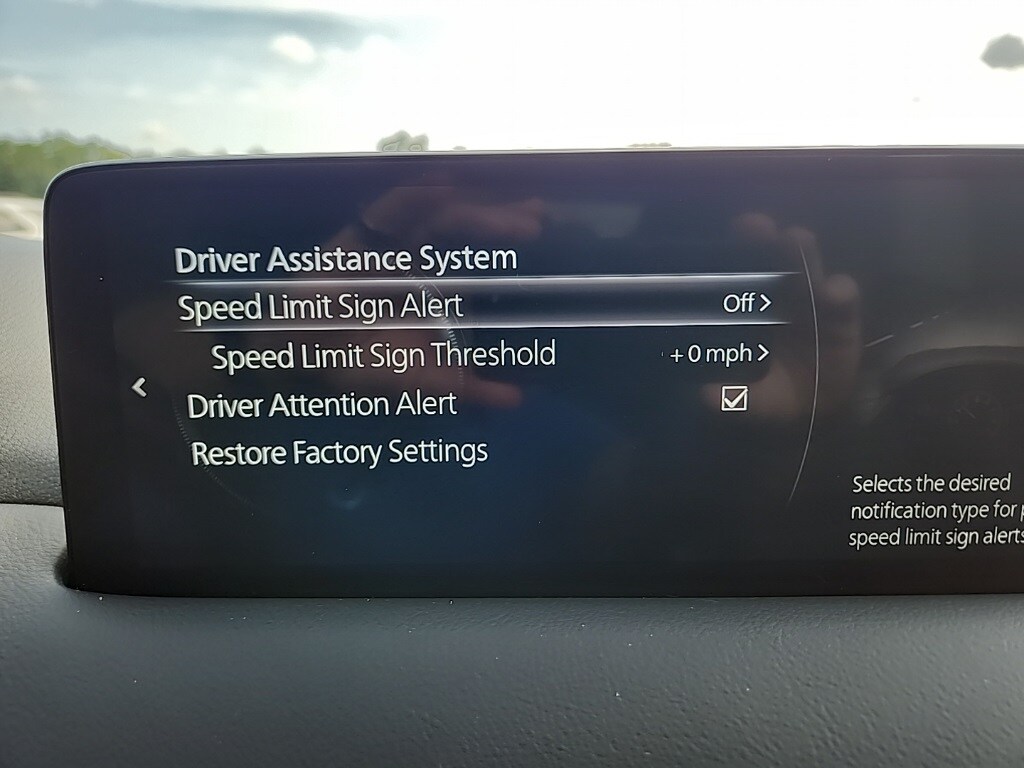 Driver Assistance System
Speed Limit Sign Alert Off >
Speed Limit Sign Threshold +0 mph >
<
Driver Attention Alert
Restore Factory Settings
Selects the desired
notification type for
speed limit sign alerts